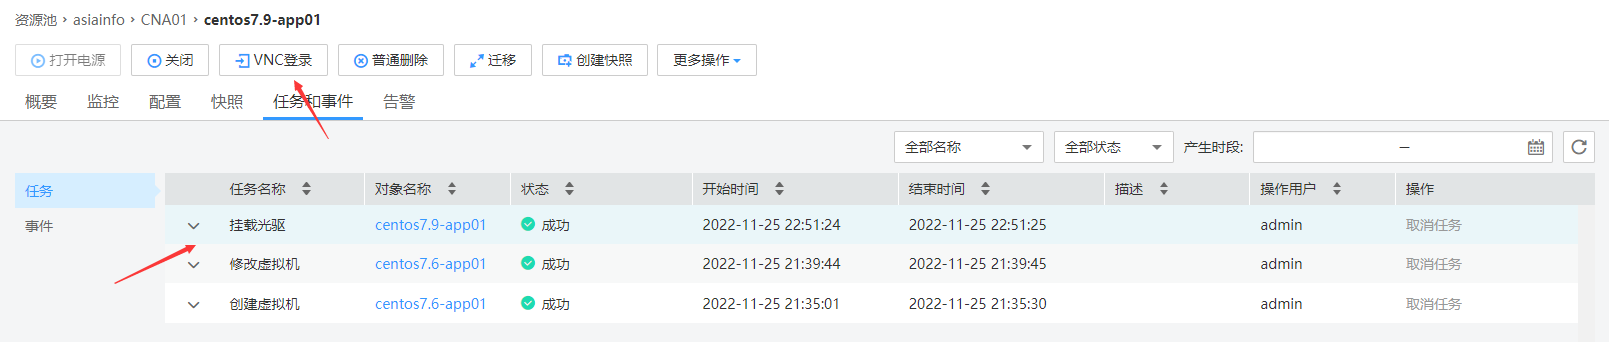 资源池 › asiainfo › CNA01 › centos7.9-app01
打开电源 关闭 VNC登录 普通删除 迁移 创建快照 更多操作
概要 监控 配置 快照 任务和事件 告警
全部名称 全部状态 产生时段: –
任务 任务名称 对象名称 状态 开始时间 结束时间 描述 操作用户 操作
挂载光驱 centos7.9-app01 成功 2022-11-25 22:51:24 2022-11-25 22:51:25 admin 取消任务
事件
修改虚拟机 centos7.6-app01 成功 2022-11-25 21:39:44 2022-11-25 21:39:45 admin 取消任务
创建虚拟机 centos7.6-app01 成功 2022-11-25 21:35:01 2022-11-25 21:35:30 admin 取消任务